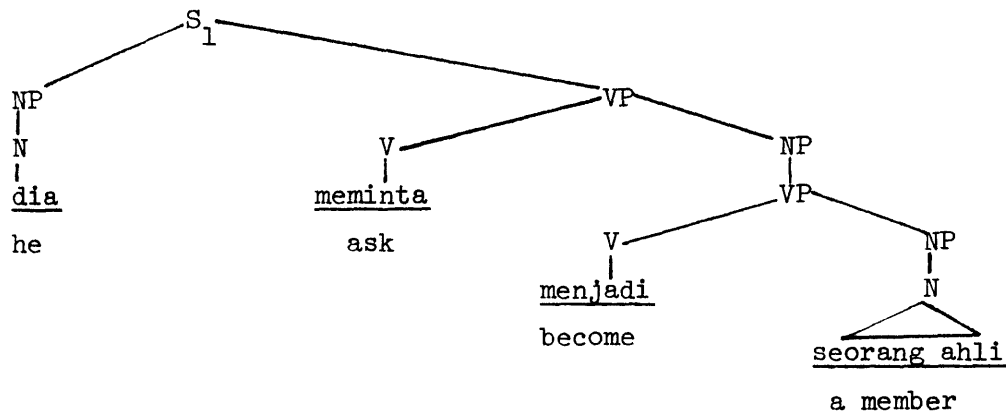 S1
NP VP
N V NP
dia meminta VP
he ask V NP
menjadi N
become seorang ahli
a member